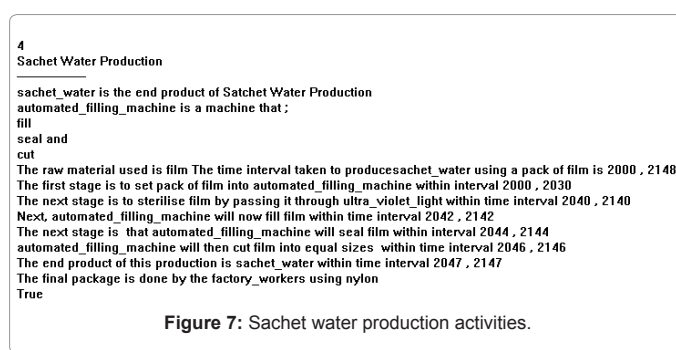 4
Sachet Water Production
sachet_water is the end product of Satchet Water Production
automated_filling_machine is a machine that ;
fill
seal and
cut
The raw material used is film The time interval taken to producesachet_water using a pack of film is 2000 , 2148
The first stage is to set pack of film into automated_filling_machine within interval 2000 , 2030
The next stage is to sterilise film by passing it through ultra_violet_light within time interval 2040 , 2140
Next, automated_filling_machine will now fill film within time interval 2042 , 2142
The next stage is  that automated_filling_machine will seal film within time interval 2044 , 2144
automated_filling_machine will then cut film into equal sizes  within time interval 2046 , 2146
The end product of this production is sachet_water within time interval 2047 , 2147
The final package is done by the factory_workers using nylon
True
Figure 7: Sachet water production activities.